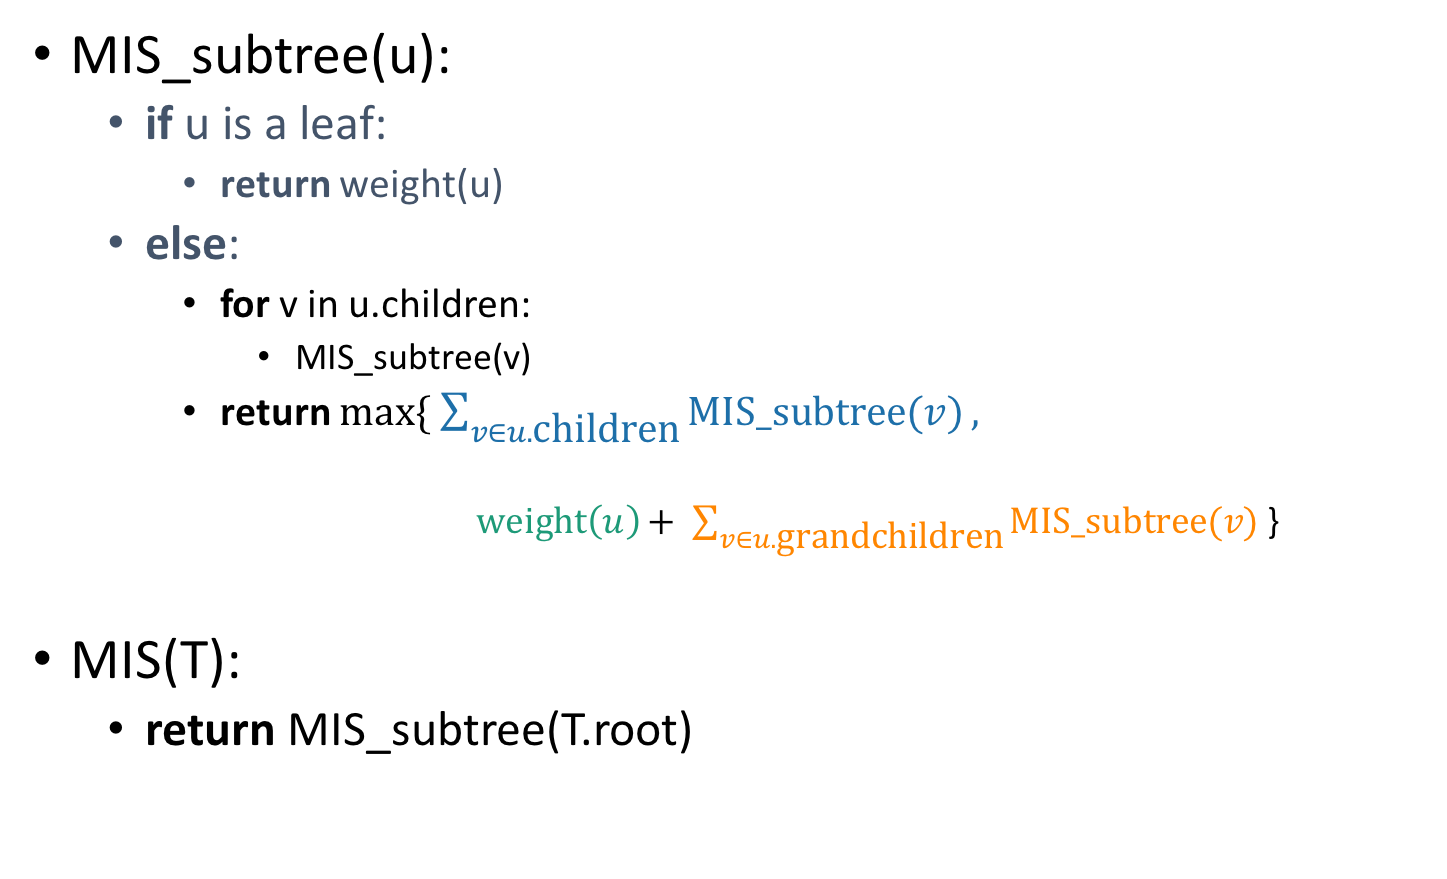 • MIS_subtree(u):
• if u is a leaf:
• return weight(u)
• else:
• for v in u.children:
• MIS_subtree(v)
• return max{ ∑v∈u.children MIS_subtree(v) ,
weight(u) + ∑v∈u.grandchildren MIS_subtree(v) }
• MIS(T):
• return MIS_subtree(T.root)